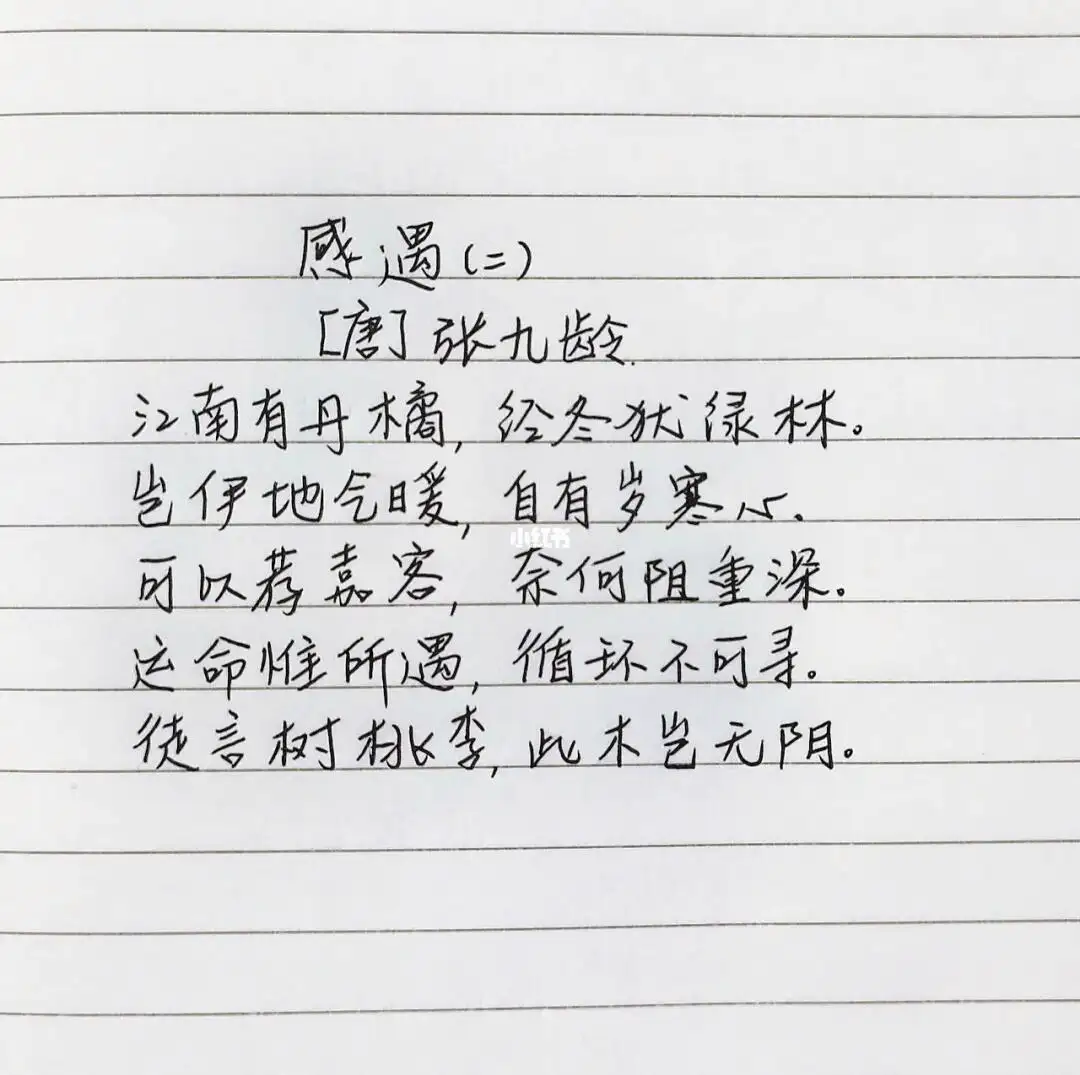 感遇(二)
[唐]张九龄
江南有丹橘,经冬犹绿林。
岂伊地气暖,自有岁寒心。
小红书
可以荐嘉客,奈何阻重深。
运命惟所遇,循环不可寻。
徒言树桃李,此木岂无阴。